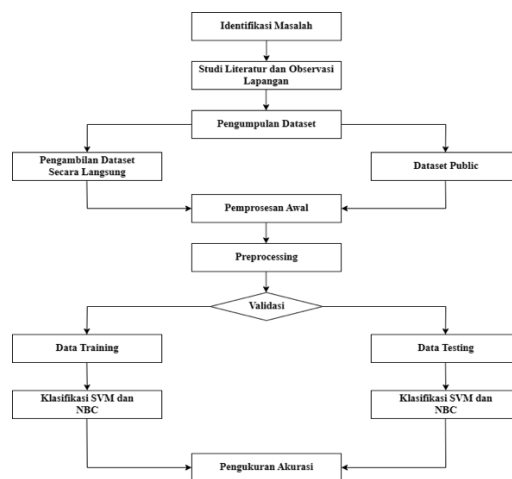 Identifikasi Masalah
Studi Literatur dan Observasi
Lapangan
Pengumpulan Dataset
Pengambilan Dataset
Secara Langsung
Dataset Public
Pemprosesan Awal
Preprocessing
Validasi
Data Training
Data Testing
Klasifikasi SVM dan
NBC
Klasifikasi SVM dan
NBC
Pengukuran Akurasi